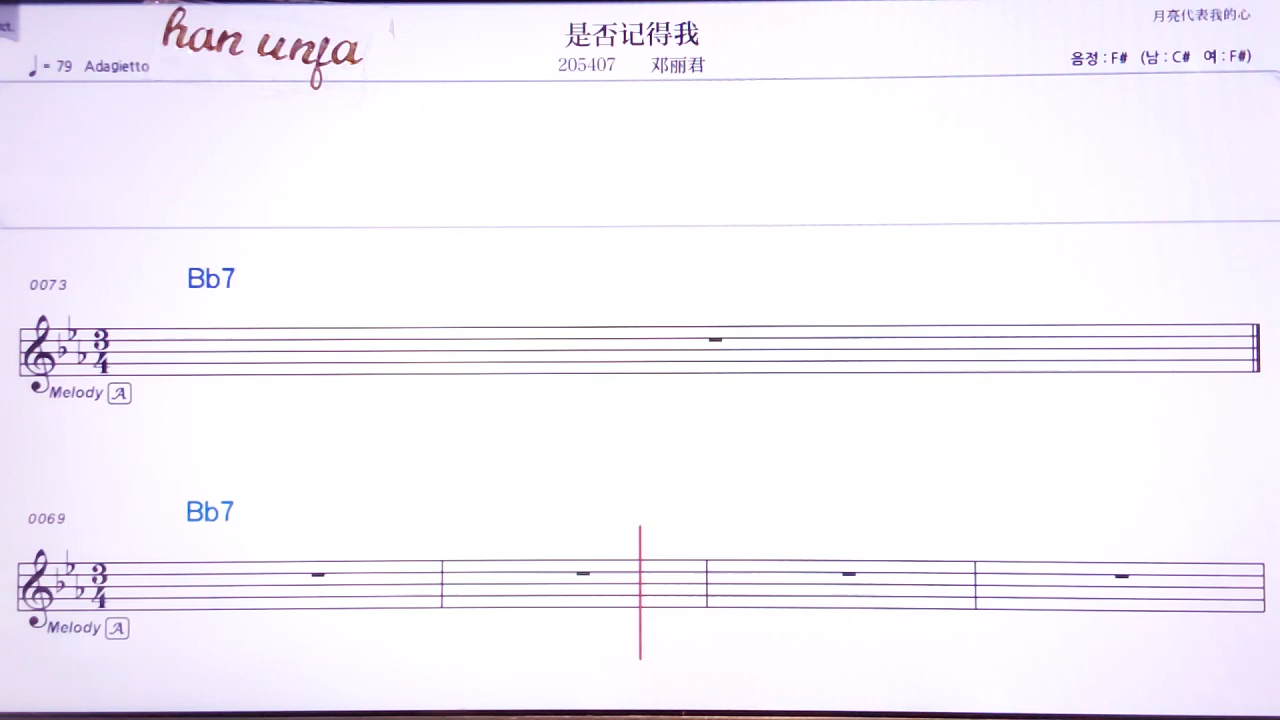 han unfa
是否记得我
月亮代表我的心
♩= 79 Adagietto
205407 邓丽君
음정 : F# (남 : C# 여 : F#)
0073
Bb7
3
4
Melody A
0069
Bb7
3
4
Melody A